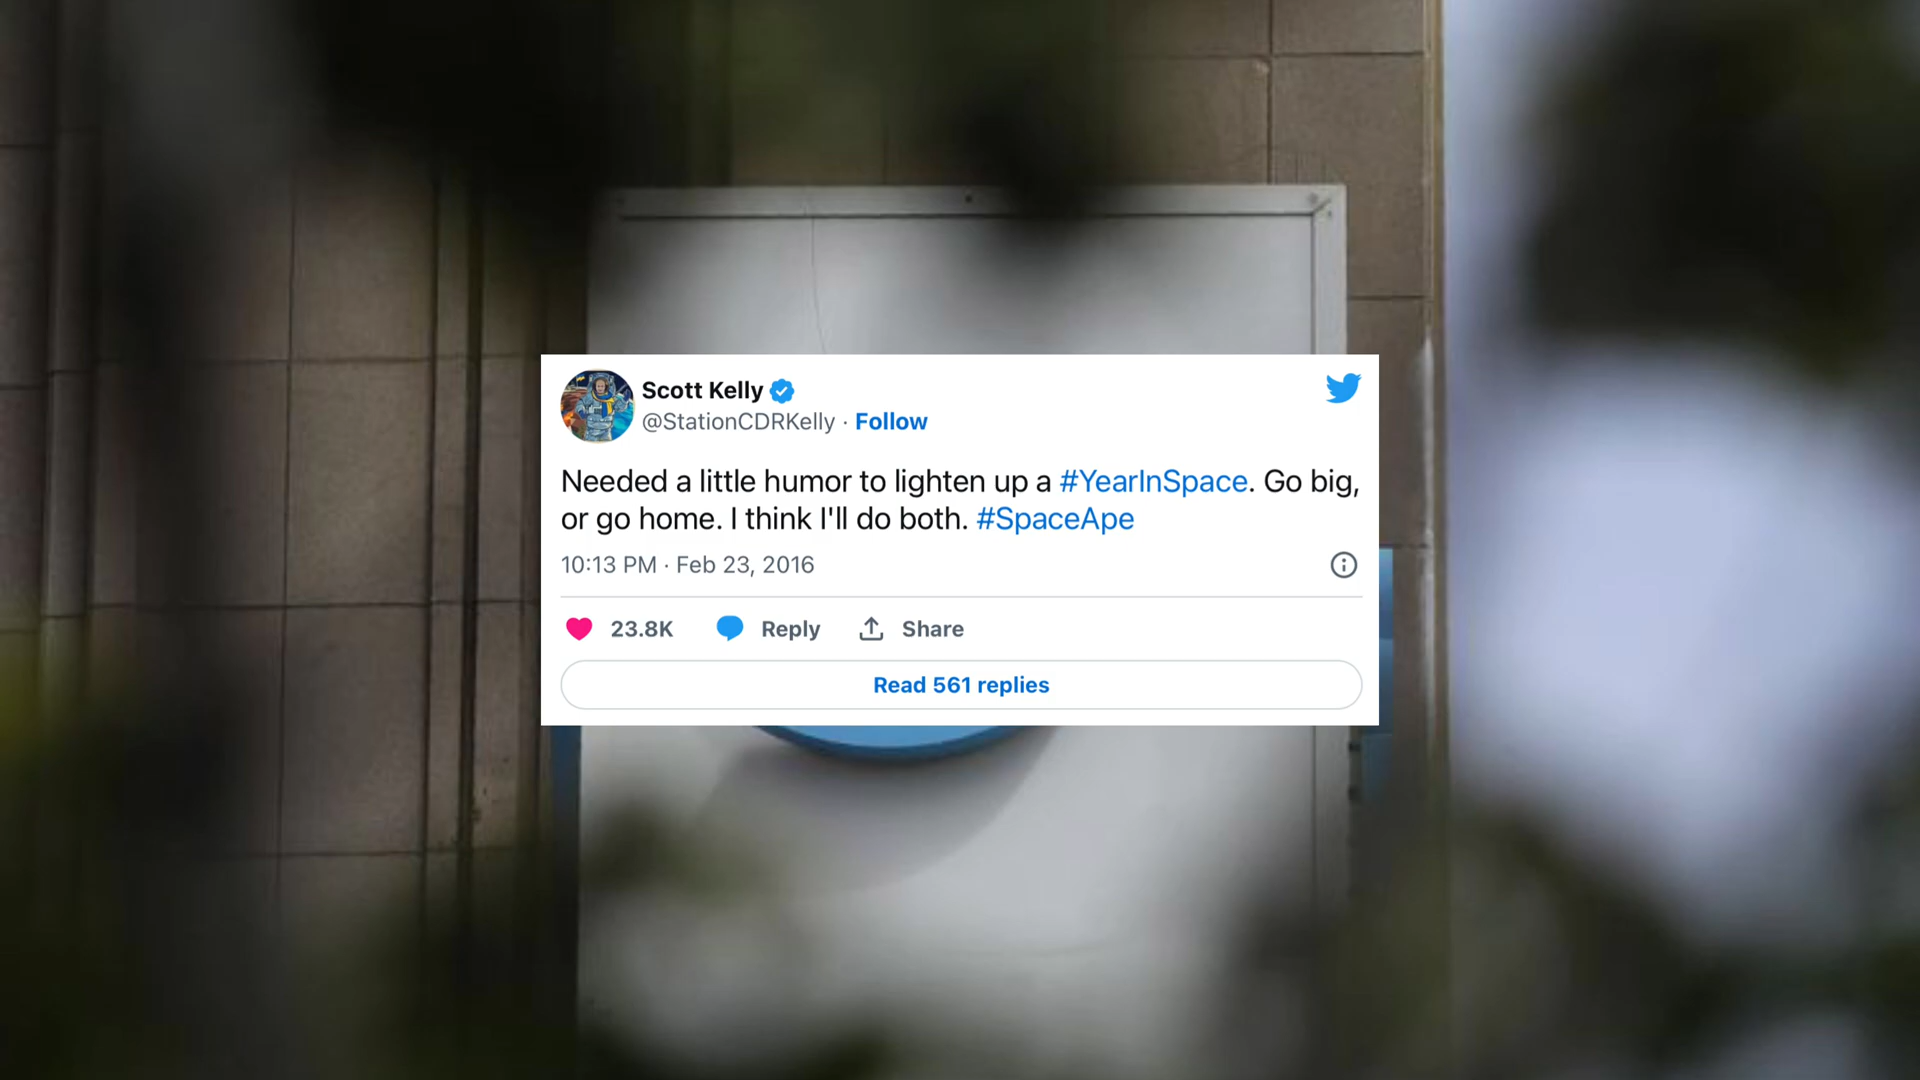 Scott Kelly
@StationCDRKelly · Follow
Needed a little humor to lighten up a #YearInSpace. Go big,
or go home. I think I'll do both. #SpaceApe
10:13 PM · Feb 23, 2016
23.8K Reply Share
Read 561 replies